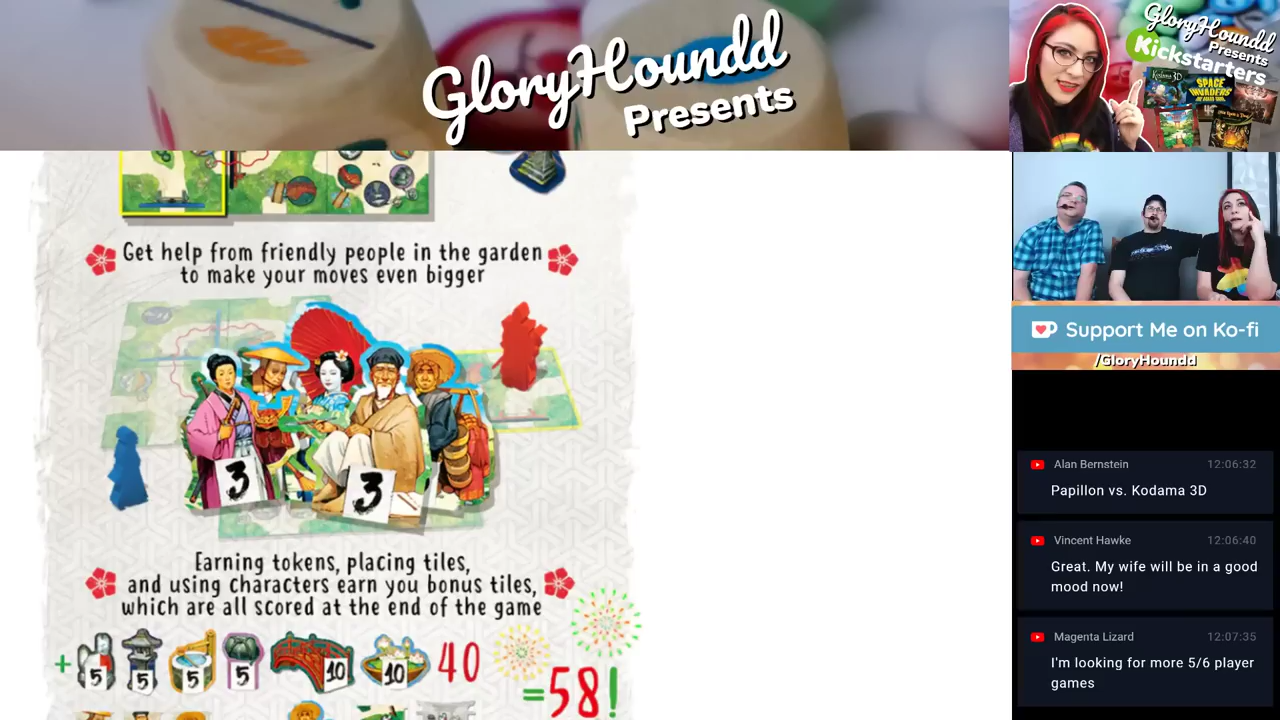 GloryHoundd
Presents
GloryHoundd
Presents
Kickstarters
Kodama 3D
SPACE
INVADERS
Get help from friendly people in the garden
to make your moves even bigger
3
3
Earning tokens, placing tiles,
and using characters earn you bonus tiles,
which are all scored at the end of the game
+ 5 5 5 5 10 10 40
=58!
Support Me on Ko-fi
/GloryHoundd
Alan Bernstein 12:06:32
Papillon vs. Kodama 3D
Vincent Hawke 12:06:40
Great. My wife will be in a good
mood now!
Magenta Lizard 12:07:35
I'm looking for more 5/6 player
games